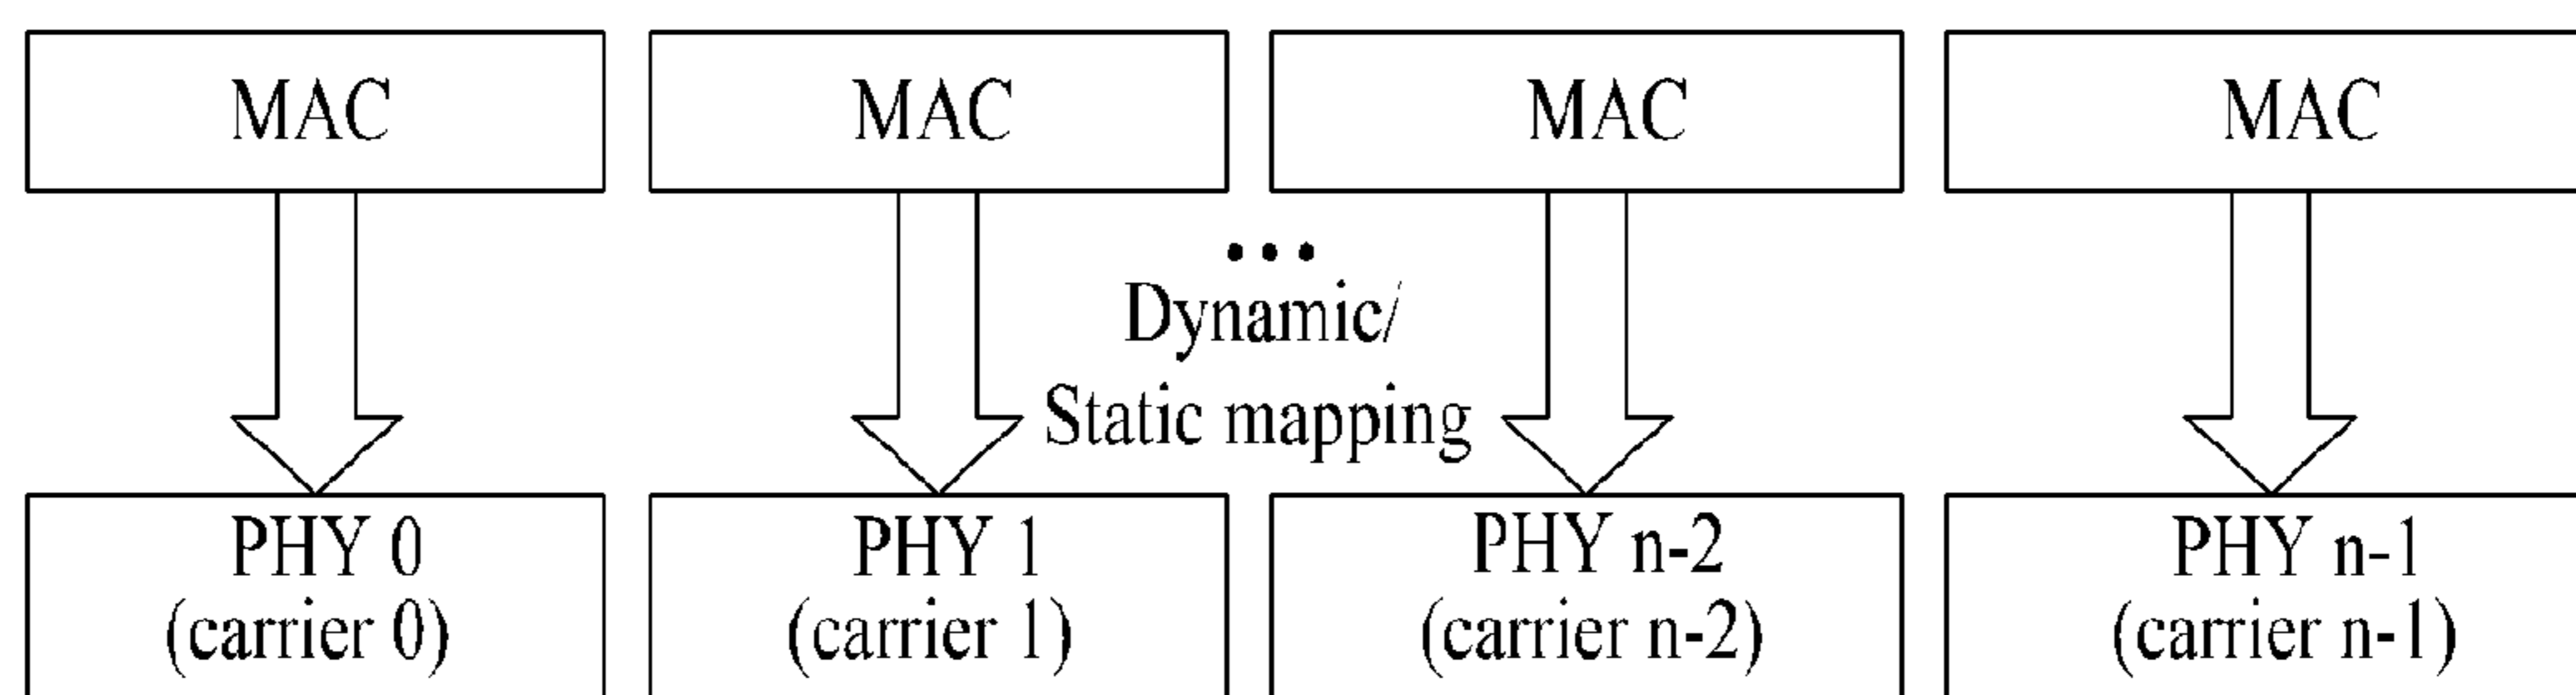 MAC
MAC
MAC
MAC
•••
Dynamic/
Static mapping
PHY 0
(carrier 0)
PHY 1
(carrier 1)
PHY n-2
(carrier n-2)
PHY n-1
(carrier n-1)